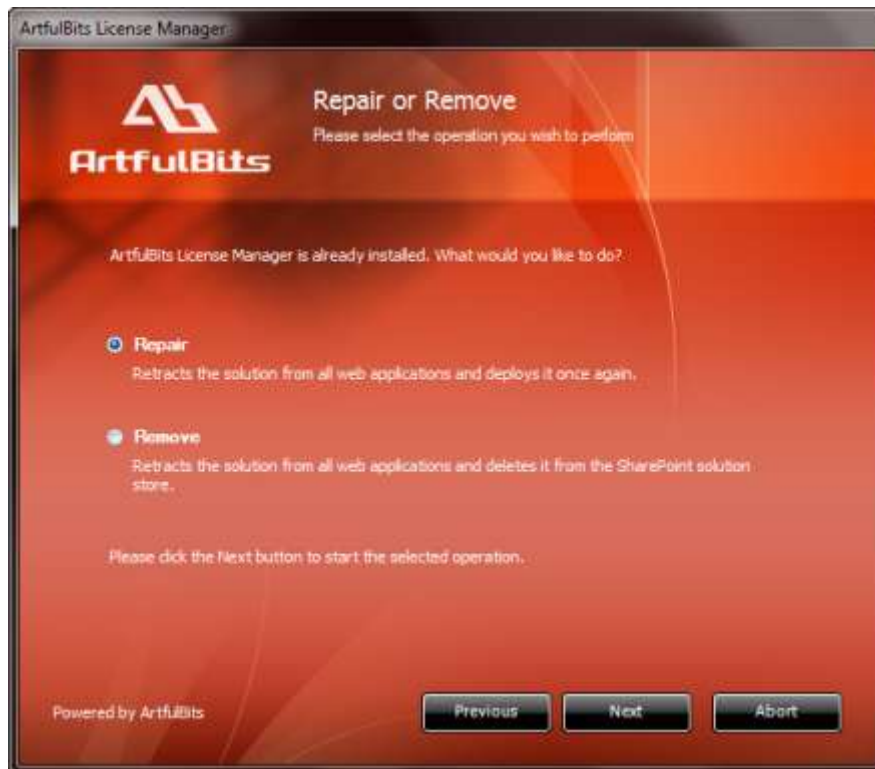 ArtfulBits License Manager
ArtfulBits
Repair or Remove
Please select the operation you wish to perform
ArtfulBits License Manager is already installed. What would you like to do?
Repair
Retracts the solution from all web applications and deploys it once again.
Remove
Retracts the solution from all web applications and deletes it from the SharePoint solution
store.
Please click the Next button to start the selected operation.
Powered by ArtfulBits
Previous
Next
Abort